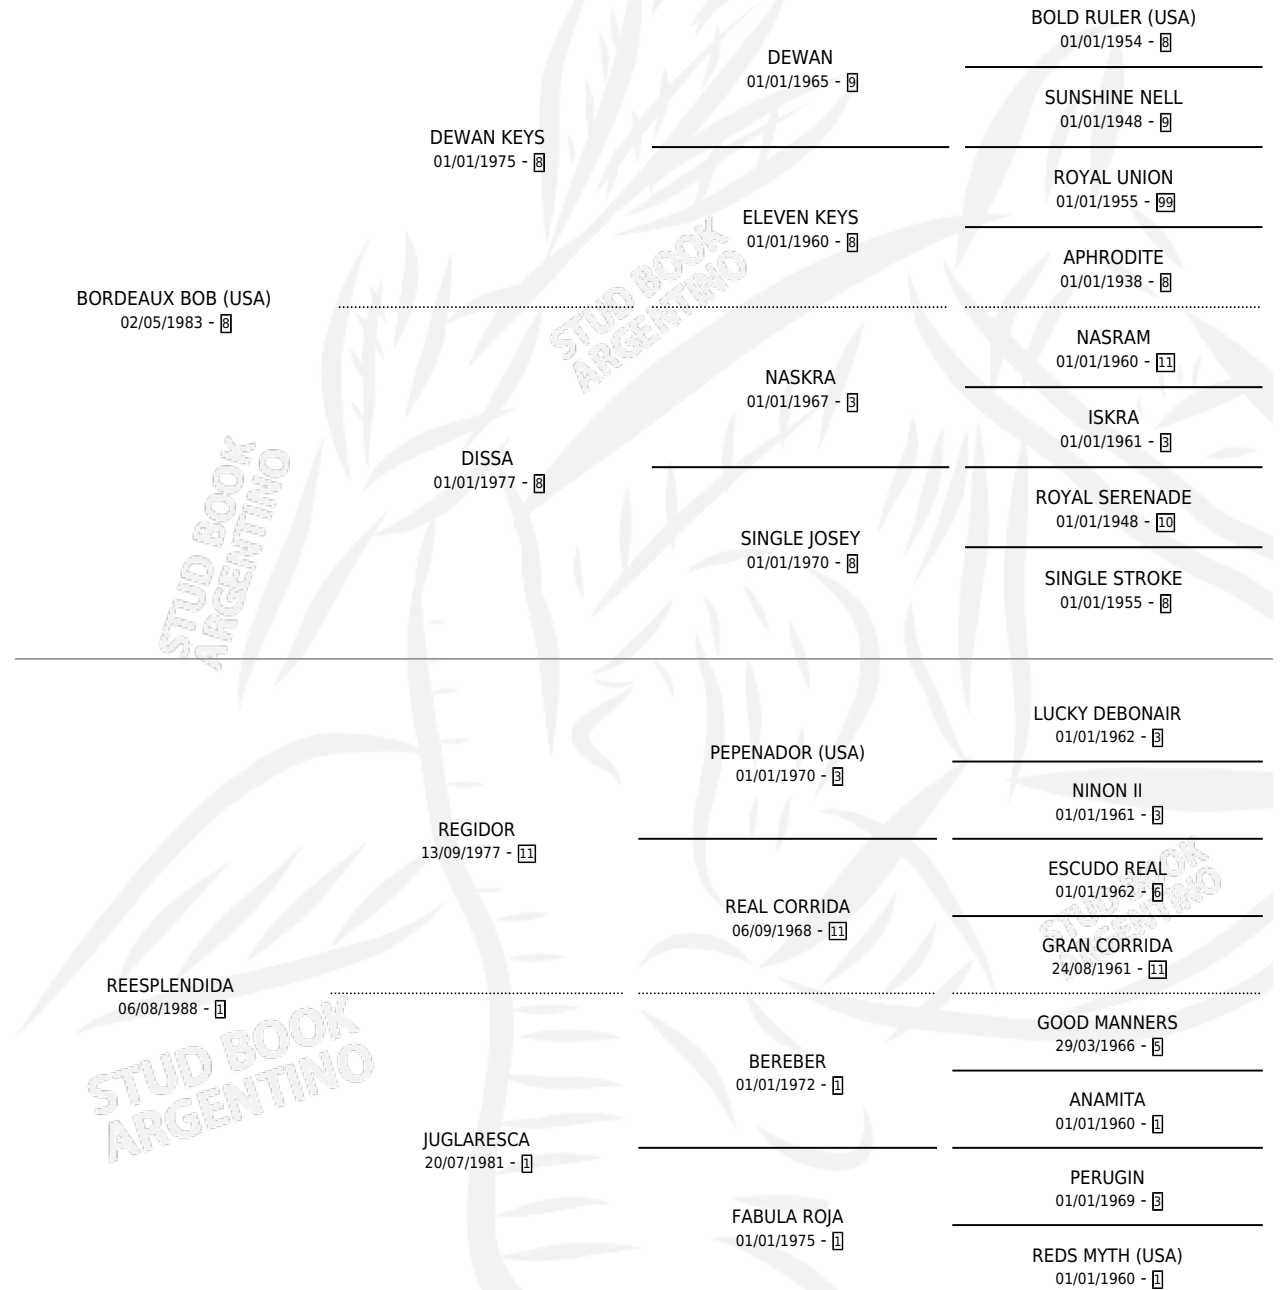 BOLD RULER (USA)
01/01/1954 - 8
DEWAN
01/01/1965 - 9
SUNSHINE NELL
01/01/1948 - 9
DEWAN KEYS
01/01/1975 - 8
ROYAL UNION
01/01/1955 - 99
ELEVEN KEYS
01/01/1960 - 8
APHRODITE
01/01/1938 - 8
BORDEAUX BOB (USA)
02/05/1983 - 8
STUD BOOK
ARGENTINO
NASRAM
01/01/1960 - 11
NASKRA
01/01/1967 - 3
ISKRA
01/01/1961 - 3
DISSA
01/01/1977 - 8
ROYAL SERENADE
01/01/1948 - 10
SINGLE JOSEY
01/01/1970 - 8
SINGLE STROKE
01/01/1955 - 8
STUD BOOK
ARGENTINO
LUCKY DEBONAIR
01/01/1962 - 3
PEPENADOR (USA)
01/01/1970 - 3
NINON II
01/01/1961 - 3
REGIDOR
13/09/1977 - 11
ESCUDO REAL
01/01/1962 - 6
REAL CORRIDA
06/09/1968 - 11
STUD BOOK
ARGENTINO
GRAN CORRIDA
24/08/1961 - 11
REESPLENDIDA
06/08/1988 - 1
GOOD MANNERS
29/03/1966 - 5
BEREBER
01/01/1972 - 1
STUD BOOK
ARGENTINO
ANAMITA
01/01/1960 - 1
JUGLARESCA
20/07/1981 - 1
PERUGIN
01/01/1969 - 3
FABULA ROJA
01/01/1975 - 1
REDS MYTH (USA)
01/01/1960 - 1